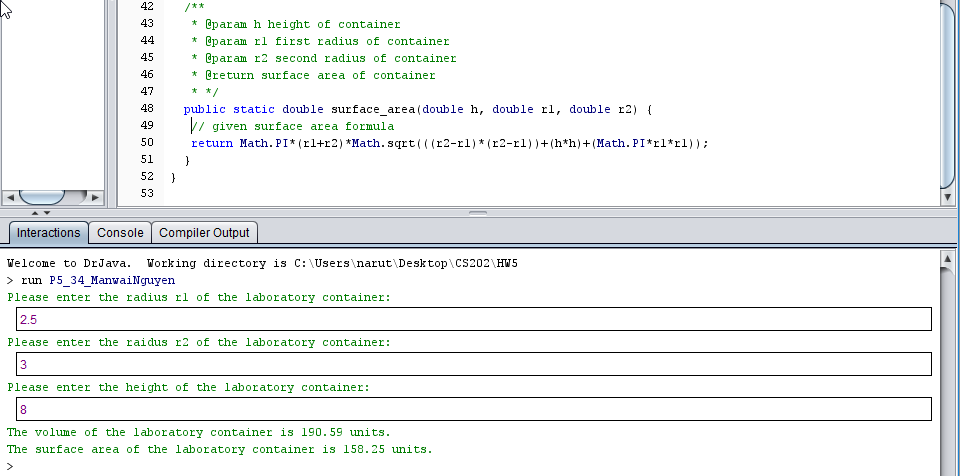 42    /**
43     * @param h height of container
44     * @param r1 first radius of container
45     * @param r2 second radius of container
46     * @return surface area of container
47     * */
48    public static double surface_area(double h, double r1, double r2) {
49     // given surface area formula
50     return Math.PI*(r1+r2)*Math.sqrt(((r2-r1)*(r2-r1))+(h*h)+(Math.PI*r1*r1));
51    }
52  }
53
Interactions Console Compiler Output
Welcome to DrJava.  Working directory is C:\Users\narut\Desktop\CS202\HW5
> run P5_34_ManwaiNguyen
Please enter the radius r1 of the laboratory container:
2.5
Please enter the raidus r2 of the laboratory container:
3
Please enter the height of the laboratory container:
8
The volume of the laboratory container is 190.59 units.
The surface area of the laboratory container is 158.25 units.
>